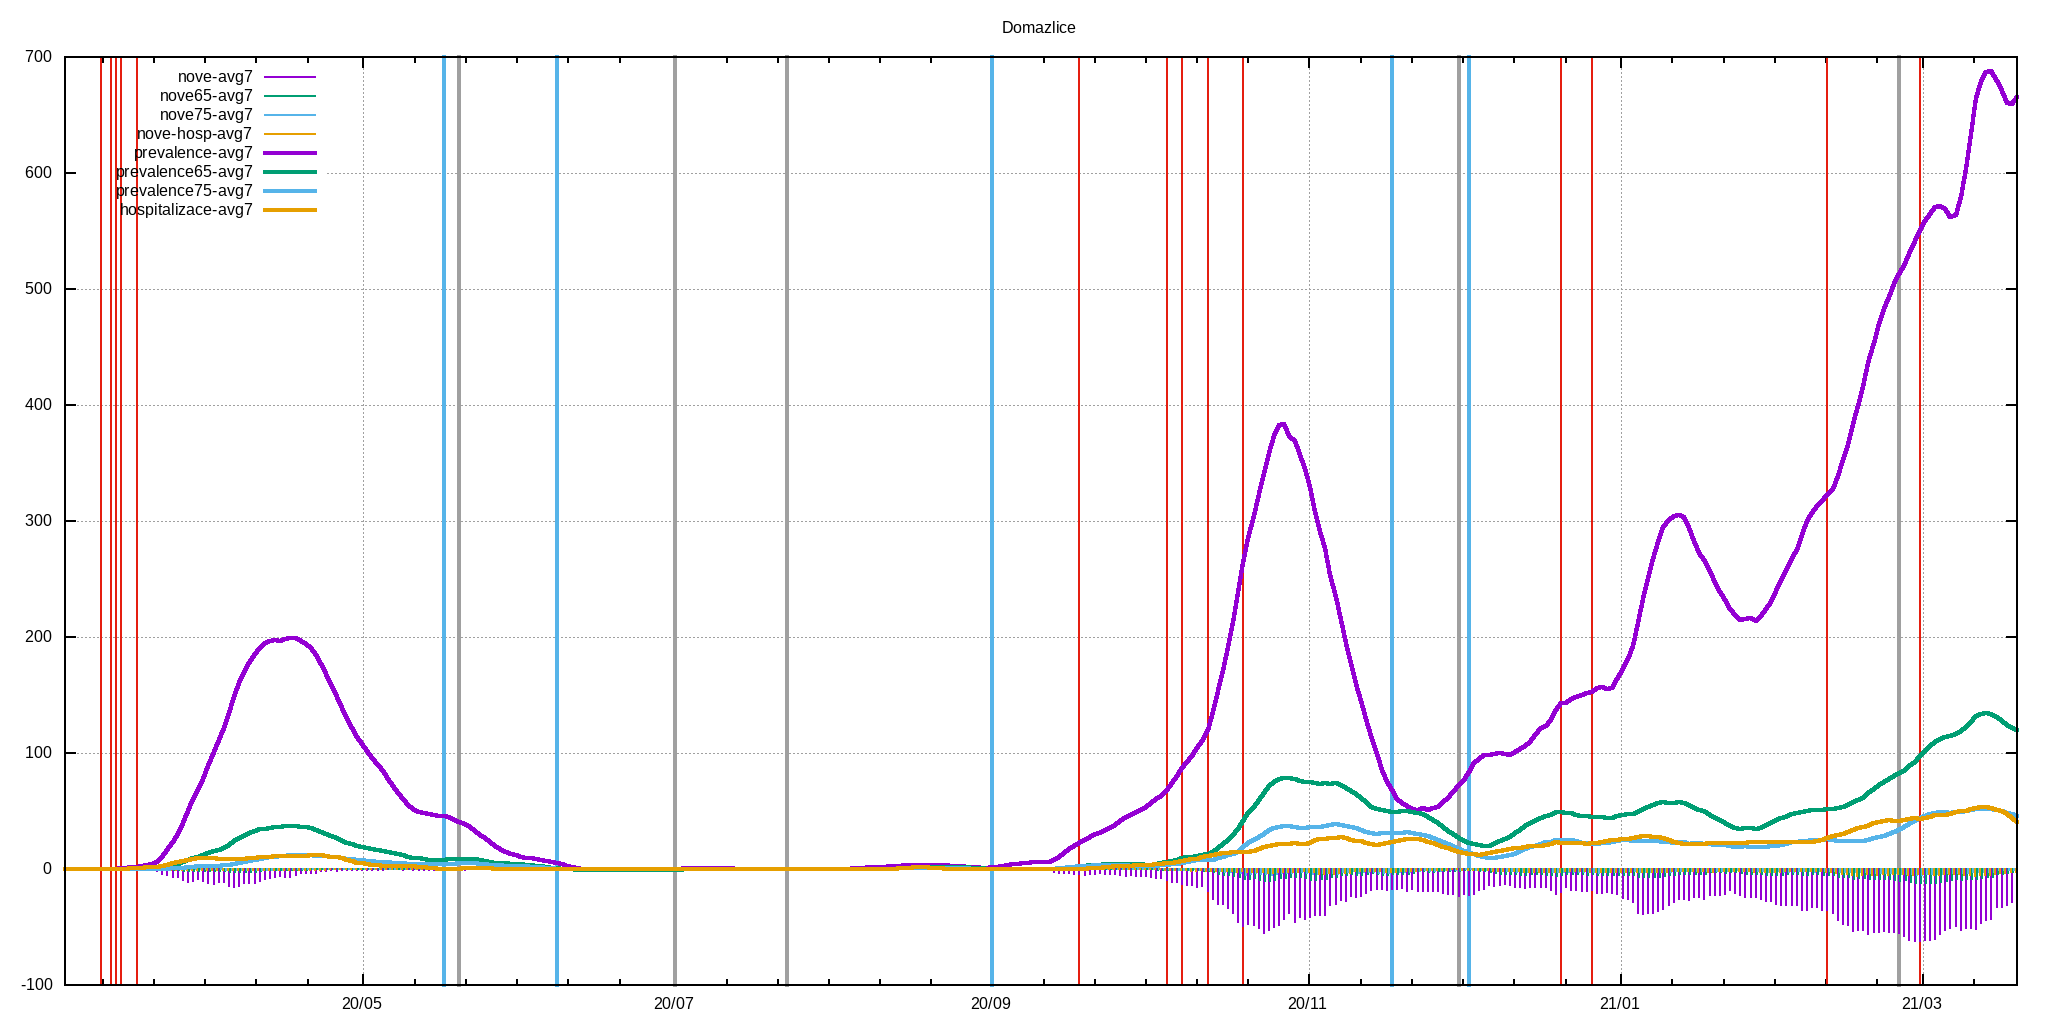 Domazlice
700
600
500
400
300
200
100
0
-100
nove-avg7
nove65-avg7
nove75-avg7
nove-hosp-avg7
prevalence-avg7
prevalence65-avg7
prevalence75-avg7
hospitalizace-avg7
20/05 20/07 20/09 20/11 21/01 21/03